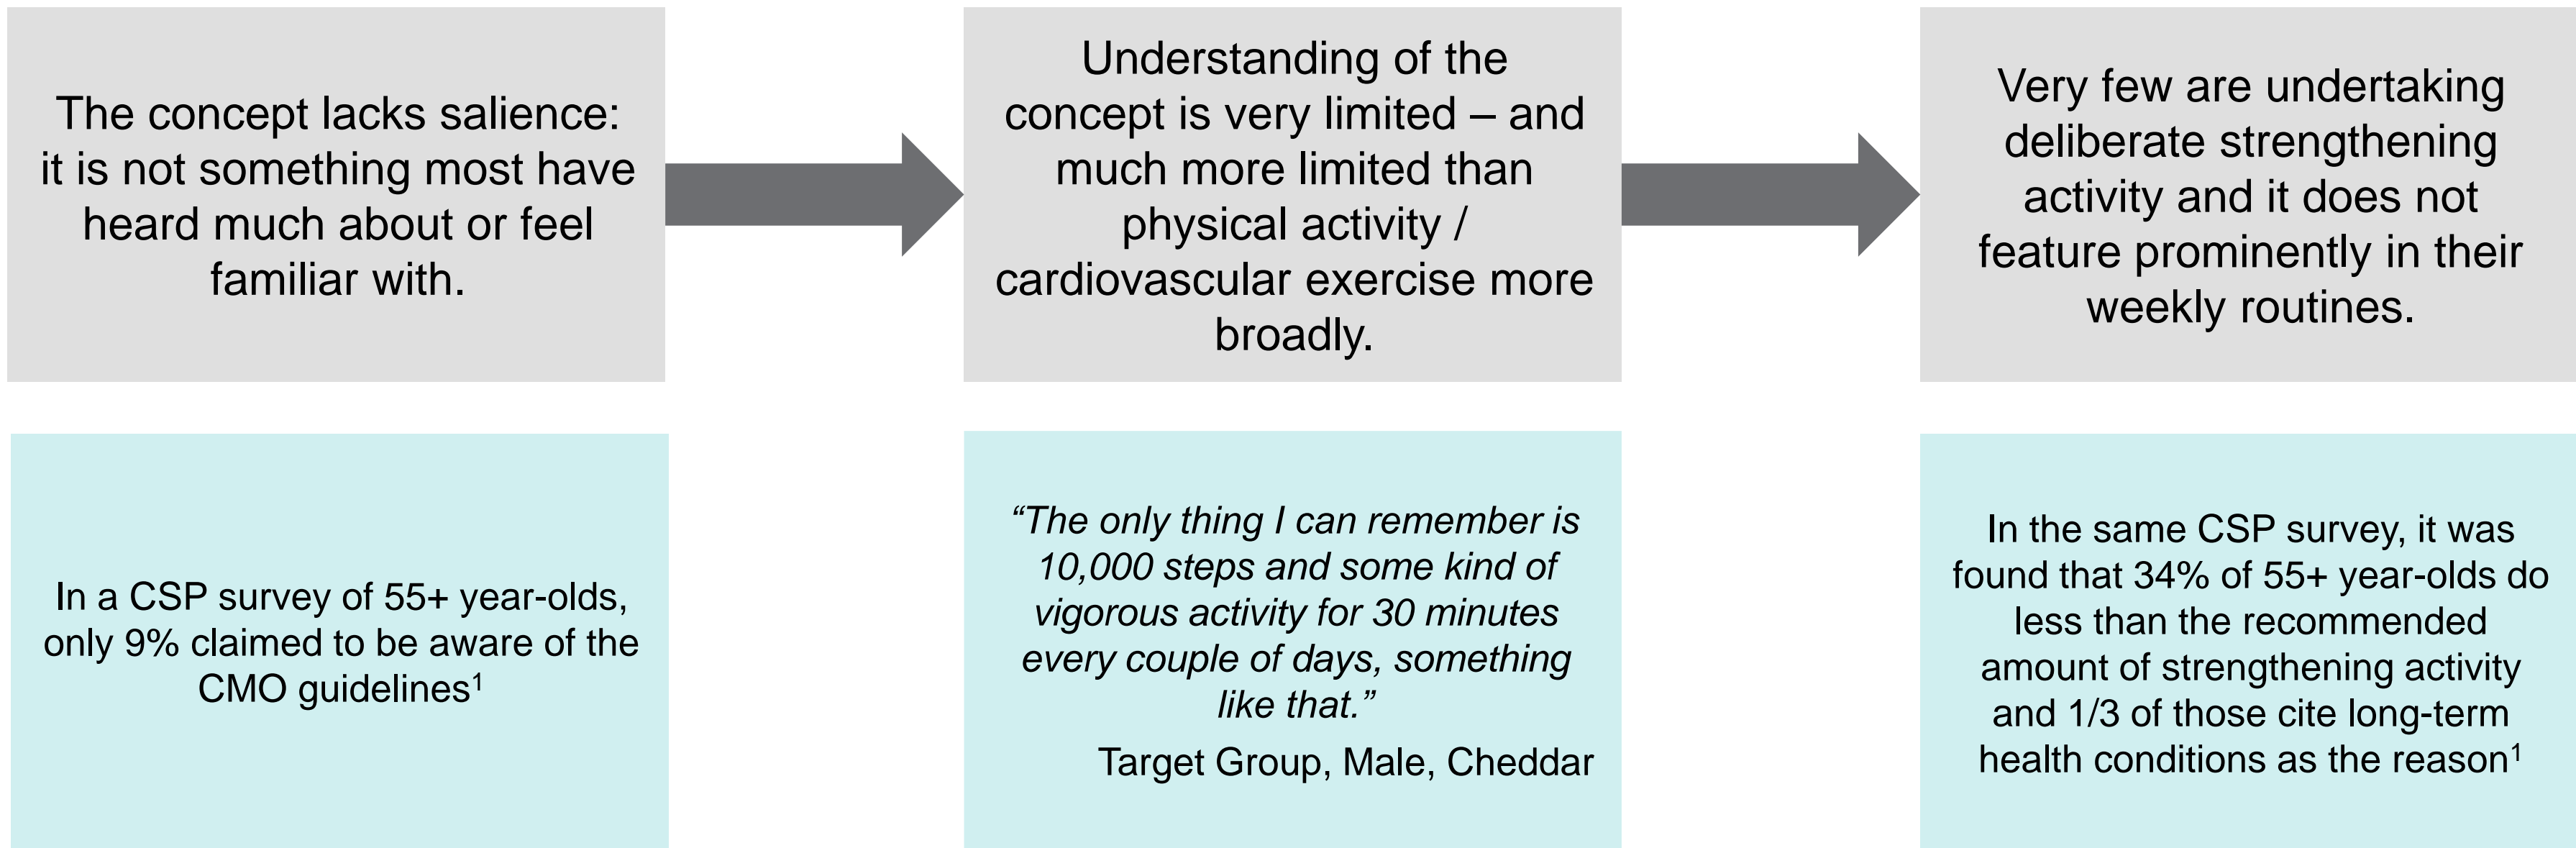 The concept lacks salience:
it is not something most have
heard much about or feel
familiar with.
Understanding of the
concept is very limited – and
much more limited than
physical activity /
cardiovascular exercise more
broadly.
Very few are undertaking
deliberate strengthening
activity and it does not
feature prominently in their
weekly routines.
In a CSP survey of 55+ year-olds,
only 9% claimed to be aware of the
CMO guidelines¹
“The only thing I can remember is
10,000 steps and some kind of
vigorous activity for 30 minutes
every couple of days, something
like that.”
Target Group, Male, Cheddar
In the same CSP survey, it was
found that 34% of 55+ year-olds do
less than the recommended
amount of strengthening activity
and 1/3 of those cite long-term
health conditions as the reason¹